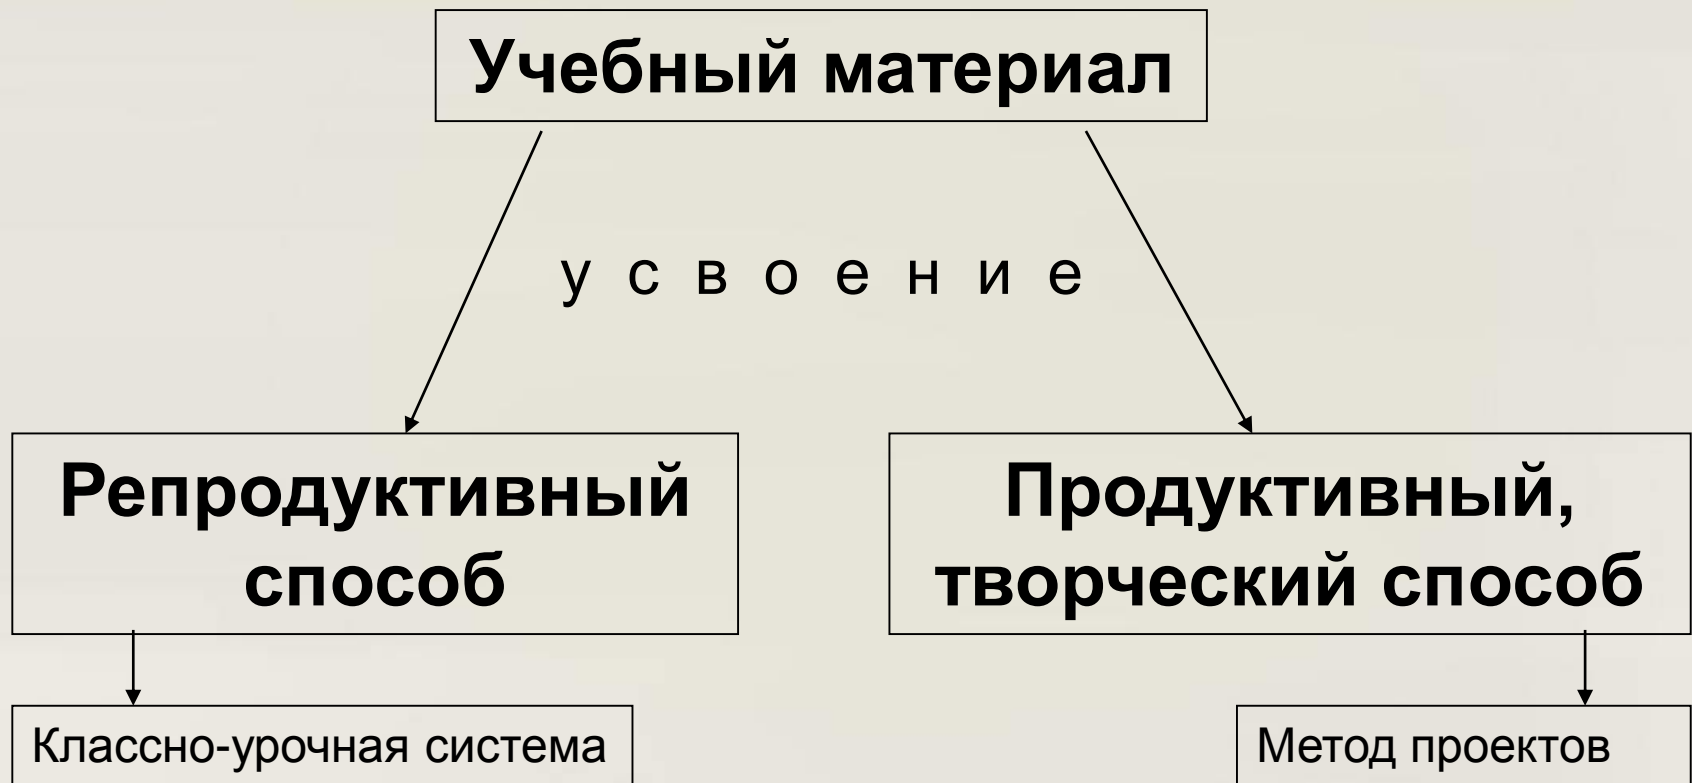 Учебный материал
у с в о е н и е
Репродуктивный
способ
Продуктивный,
творческий способ
Классно-урочная система
Метод проектов